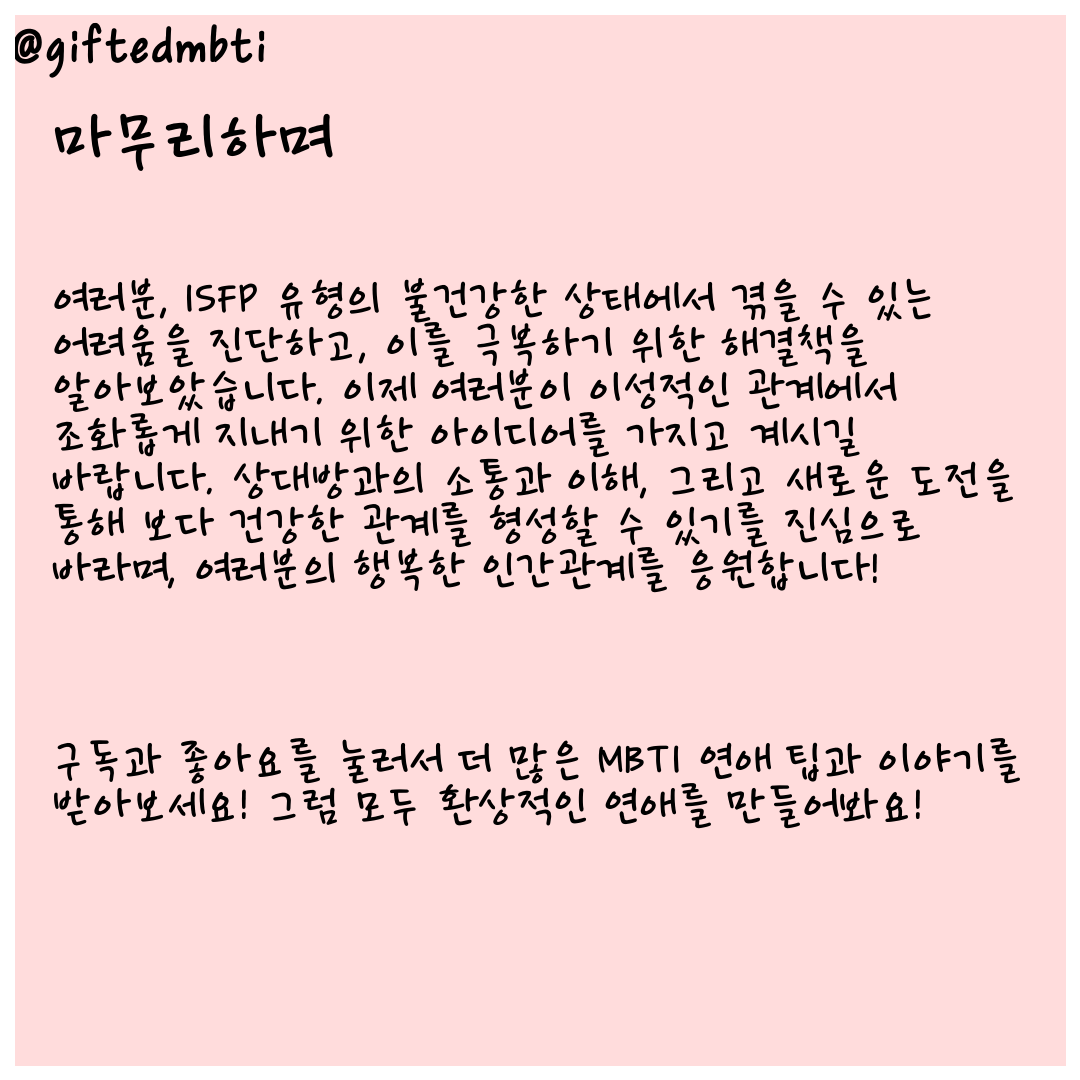 @giftedmbti
마무리하며
여러분, ISFP 유형의 불건강한 상태에서 겪을 수 있는
어려움을 진단하고, 이를 극복하기 위한 해결책을
알아보았습니다. 이제 여러분이 이성적인 관계에서
조화롭게 지내기 위한 아이디어를 가지고 계시길
바랍니다. 상대방과의 소통과 이해, 그리고 새로운 도전을
통해 보다 건강한 관계를 형성할 수 있기를 진심으로
바라며, 여러분의 행복한 인간관계를 응원합니다!
구독과 좋아요를 눌러서 더 많은 MBTI 연애 팁과 이야기를
받아보세요! 그럼 모두 환상적인 연애를 만들어봐요!